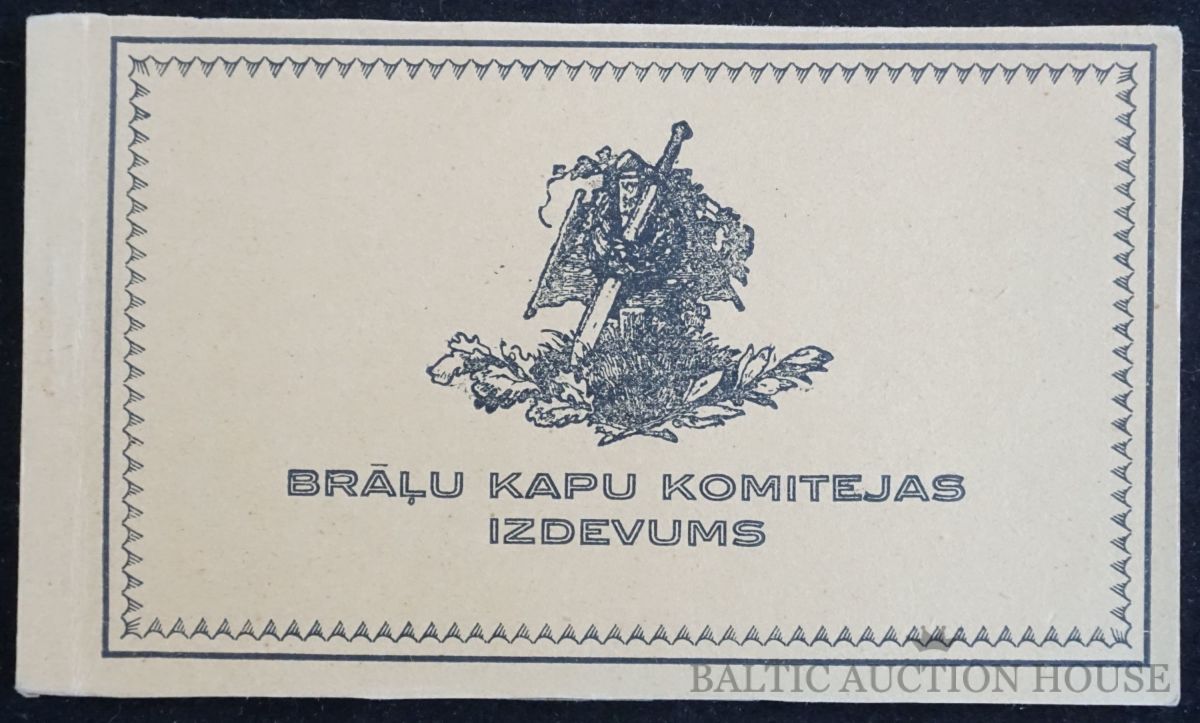 BRĀĻU KAPU KOMITEJAS
IZDEVUMS
BALTIC AUCTION HOUSE